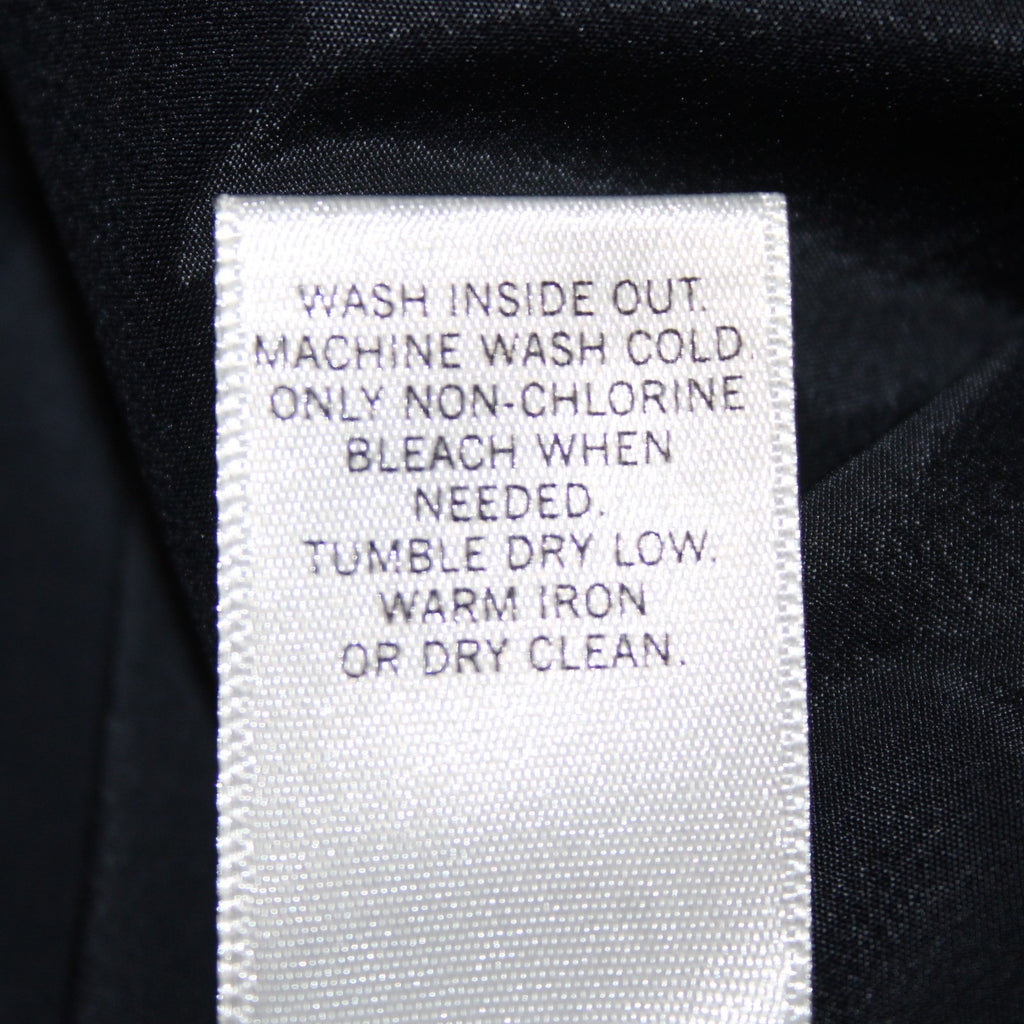 WASH INSIDE OUT.
MACHINE WASH COLD.
ONLY NON-CHLORINE
BLEACH WHEN
NEEDED.
TUMBLE DRY LOW.
WARM IRON
OR DRY CLEAN.